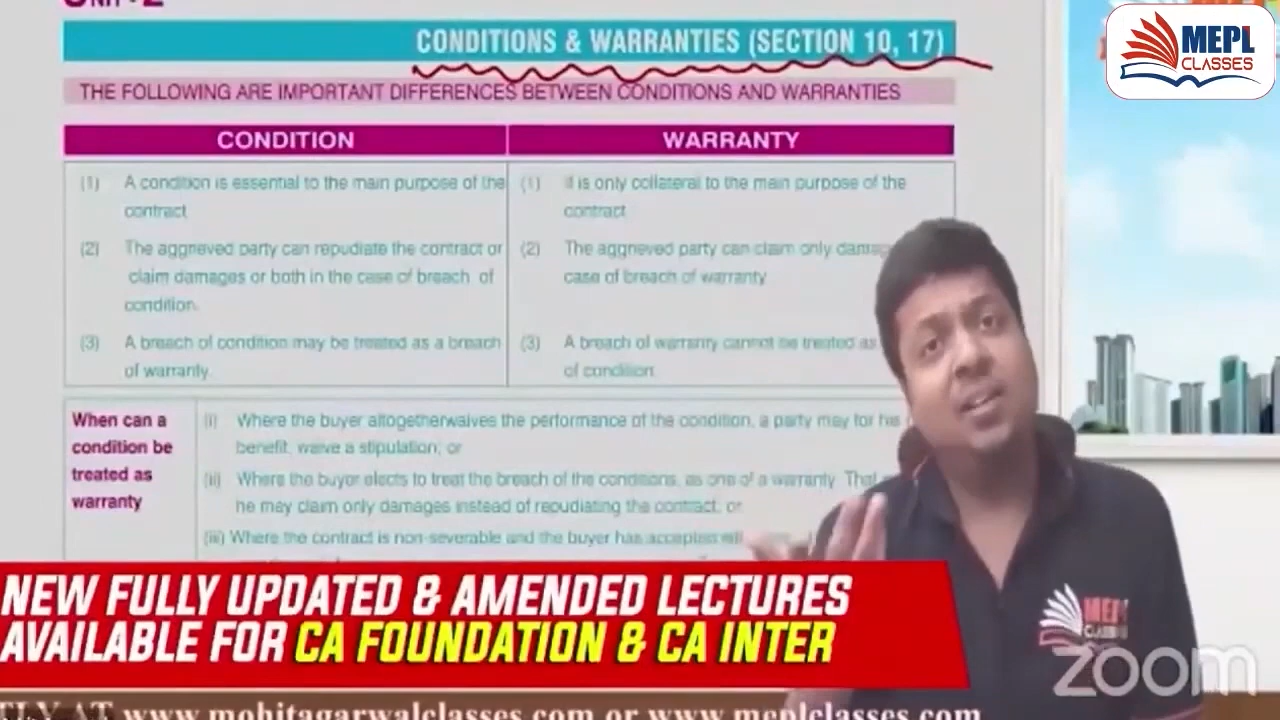 UNIT - 2
CONDITIONS & WARRANTIES (SECTION 10, 17)
THE FOLLOWING ARE IMPORTANT DIFFERENCES BETWEEN CONDITIONS AND WARRANTIES
CONDITION
(1) A condition is essential to the main purpose of the
contract
(2) The aggrieved party can repudiate the contract or
claim damages or both in the case of breach of
condition.
(3) A breach of condition may be treated as a breach
of warranty.
WARRANTY
(1) It is only collateral to the main purpose of the
contract
(2) The aggrieved party can claim only
case of breach of warranty
(3) A breach of warranty cannot be treated as
of condition
When can a
condition be
treated as
warranty
(i) Where the buyer altogetherwaives the performance of the condition, a party may for his
benefit, waive a stipulation; or
(ii) Where the buyer elects to treat the breach of the conditions, as one of a warranty. That
he may claim only damages instead of repudiating the contract, or
(iii) Where the contract is non-severable and the buyer has accepted
MEPL
CLASSES
MEPL
CLASSES
zoom
NEW FULLY UPDATED & AMENDED LECTURES
AVAILABLE FOR CA FOUNDATION & CA INTER
AT www.mohitagarwalclasses.com or www.meplclasses.com